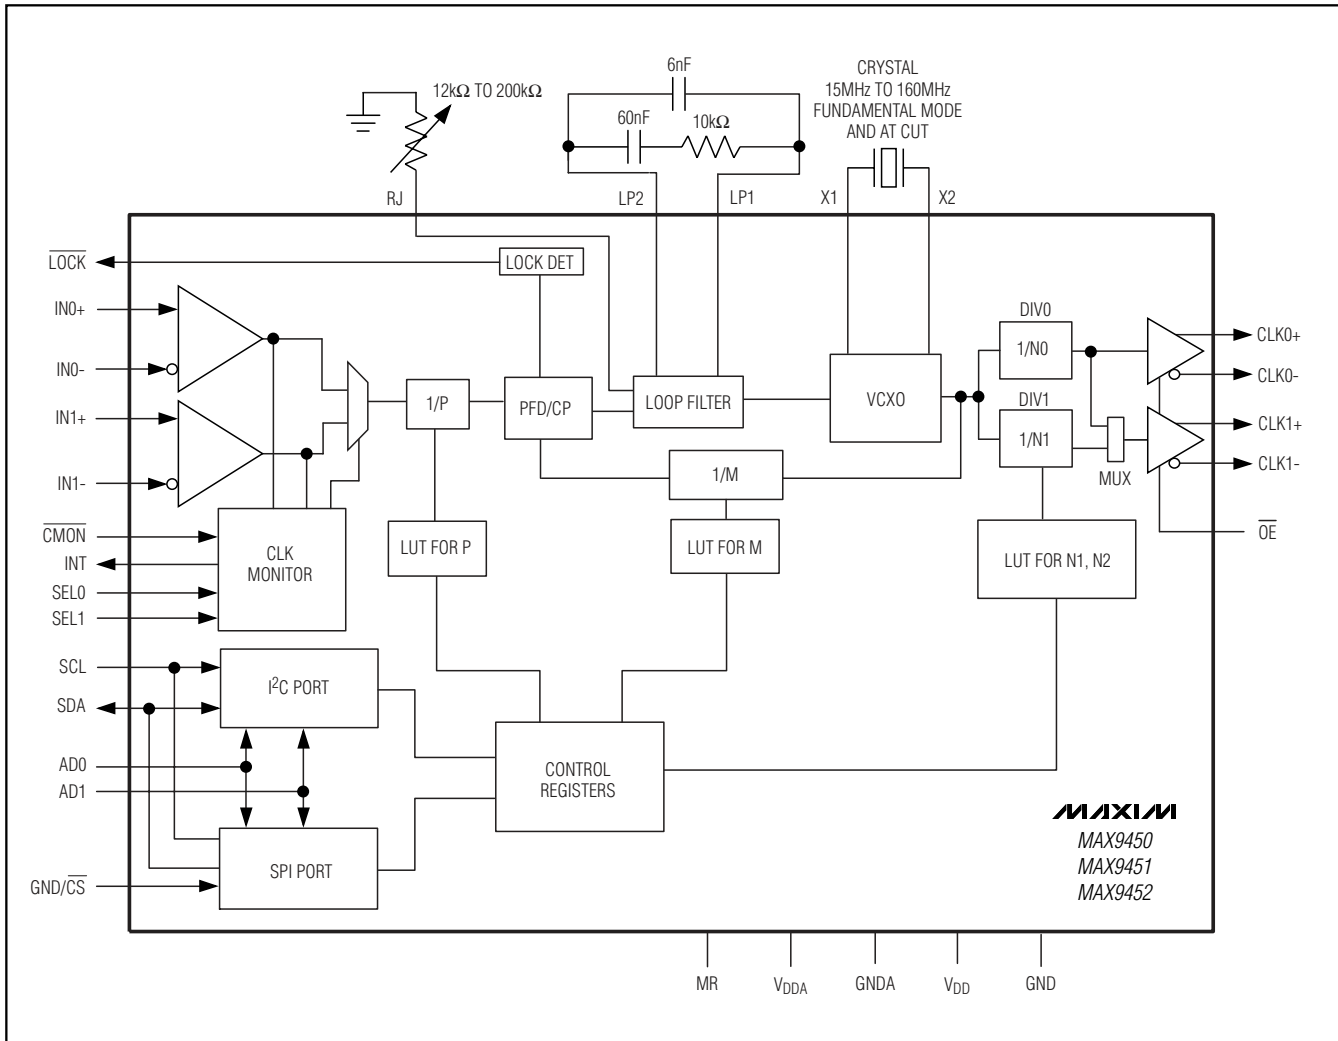 6nF
CRYSTAL
15MHz TO 160MHz
FUNDAMENTAL MODE
AND AT CUT
12kΩ TO 200kΩ
60nF
10kΩ
RJ
LP2
LP1
X1
X2
LOCK
LOCK DET
IN0+
IN0-
IN1+
IN1-
1/P
PFD/CP
LOOP FILTER
VCXO
DIV0
1/N0
DIV1
1/N1
MUX
CLK0+
CLK0-
CLK1+
CLK1-
OE
1/M
CMON
INT
SEL0
SEL1
CLK
MONITOR
LUT FOR P
LUT FOR M
LUT FOR N1, N2
SCL
SDA
AD0
AD1
GND/CS
I²C PORT
SPI PORT
CONTROL
REGISTERS
MAXIM
MAX9450
MAX9451
MAX9452
MR
VDDA
GNDA
VDD
GND